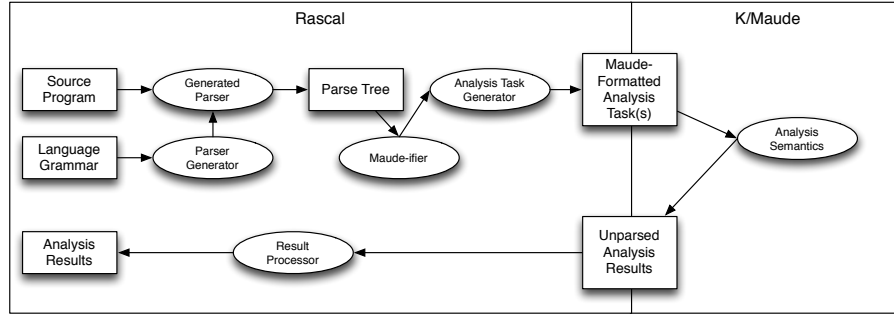 Rascal
K/Maude
Source
Program
Generated
Parser
Parse Tree
Analysis Task
Generator
Maude-
Formatted
Analysis
Task(s)
Language
Grammar
Parser
Generator
Maude-ifier
Analysis
Semantics
Analysis
Results
Result
Processor
Unparsed
Analysis
Results